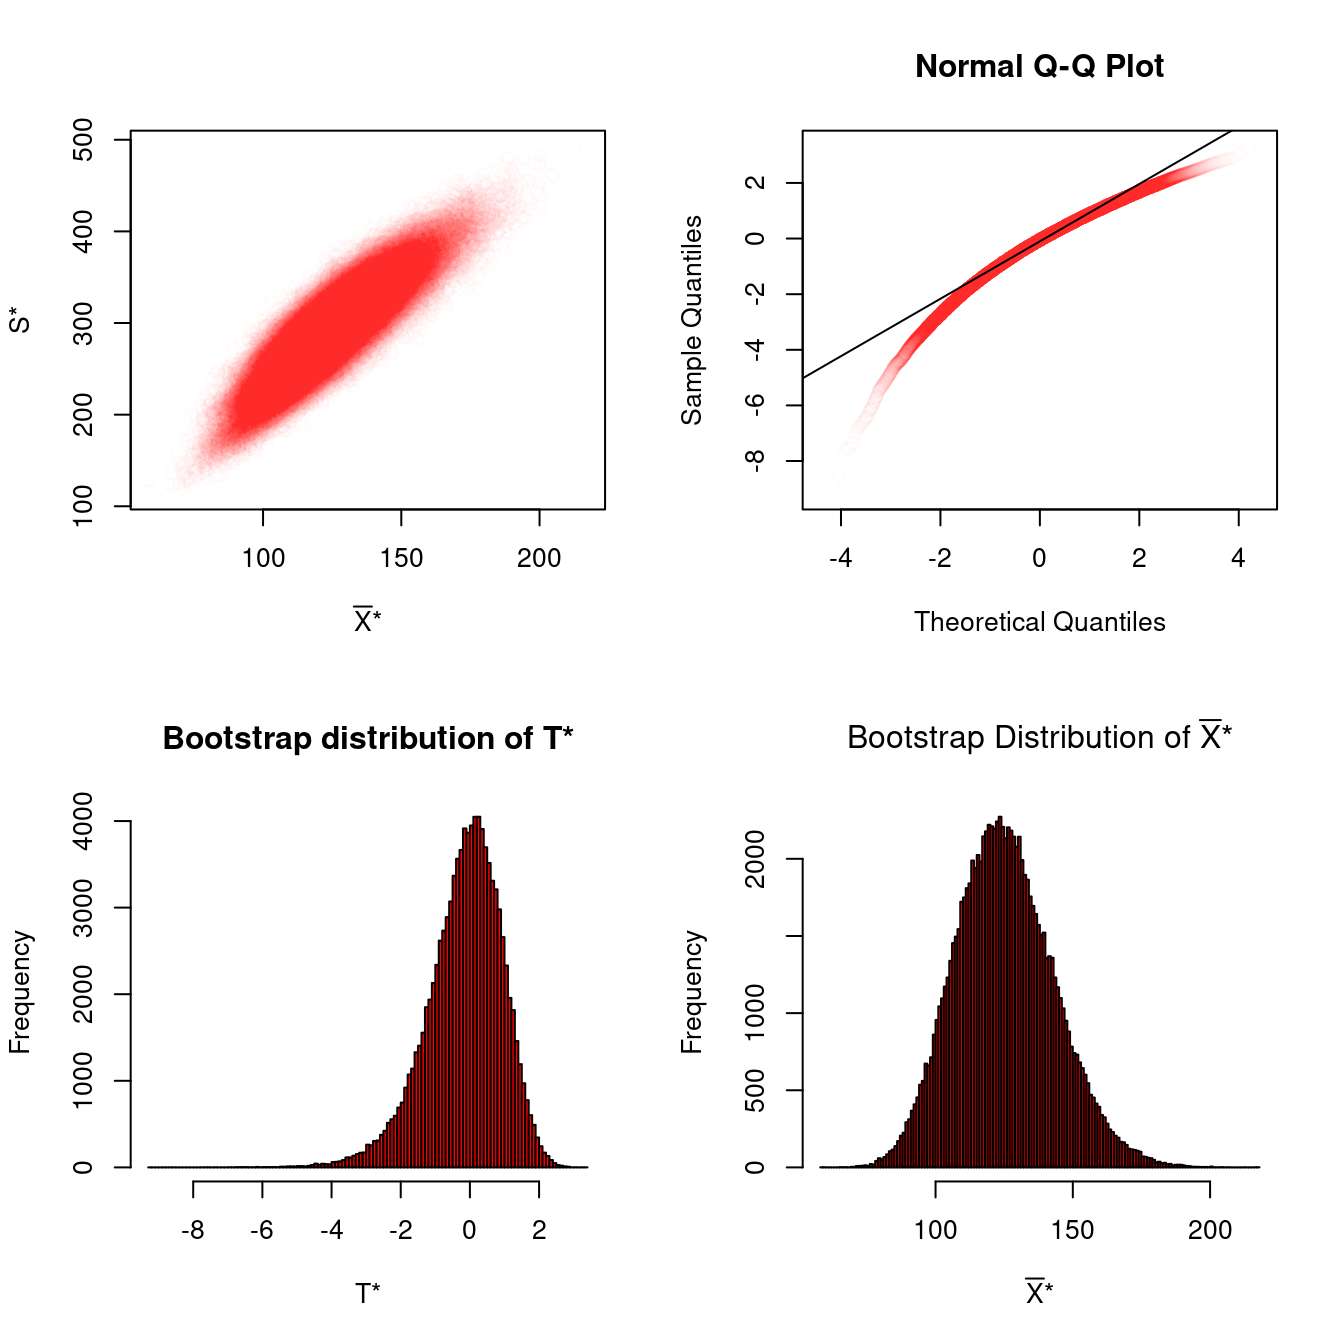 S*
100 200 300 400 500
100 150 200
X̅*
Normal Q-Q Plot
Sample Quantiles
-8 -6 -4 -2 0 2
-4 -2 0 2 4
Theoretical Quantiles
Bootstrap distribution of T*
Frequency
0 1000 2000 3000 4000
-8 -6 -4 -2 0 2
T*
Bootstrap Distribution of X̅*
Frequency
0 500 1000 2000
100 150 200
X̅*